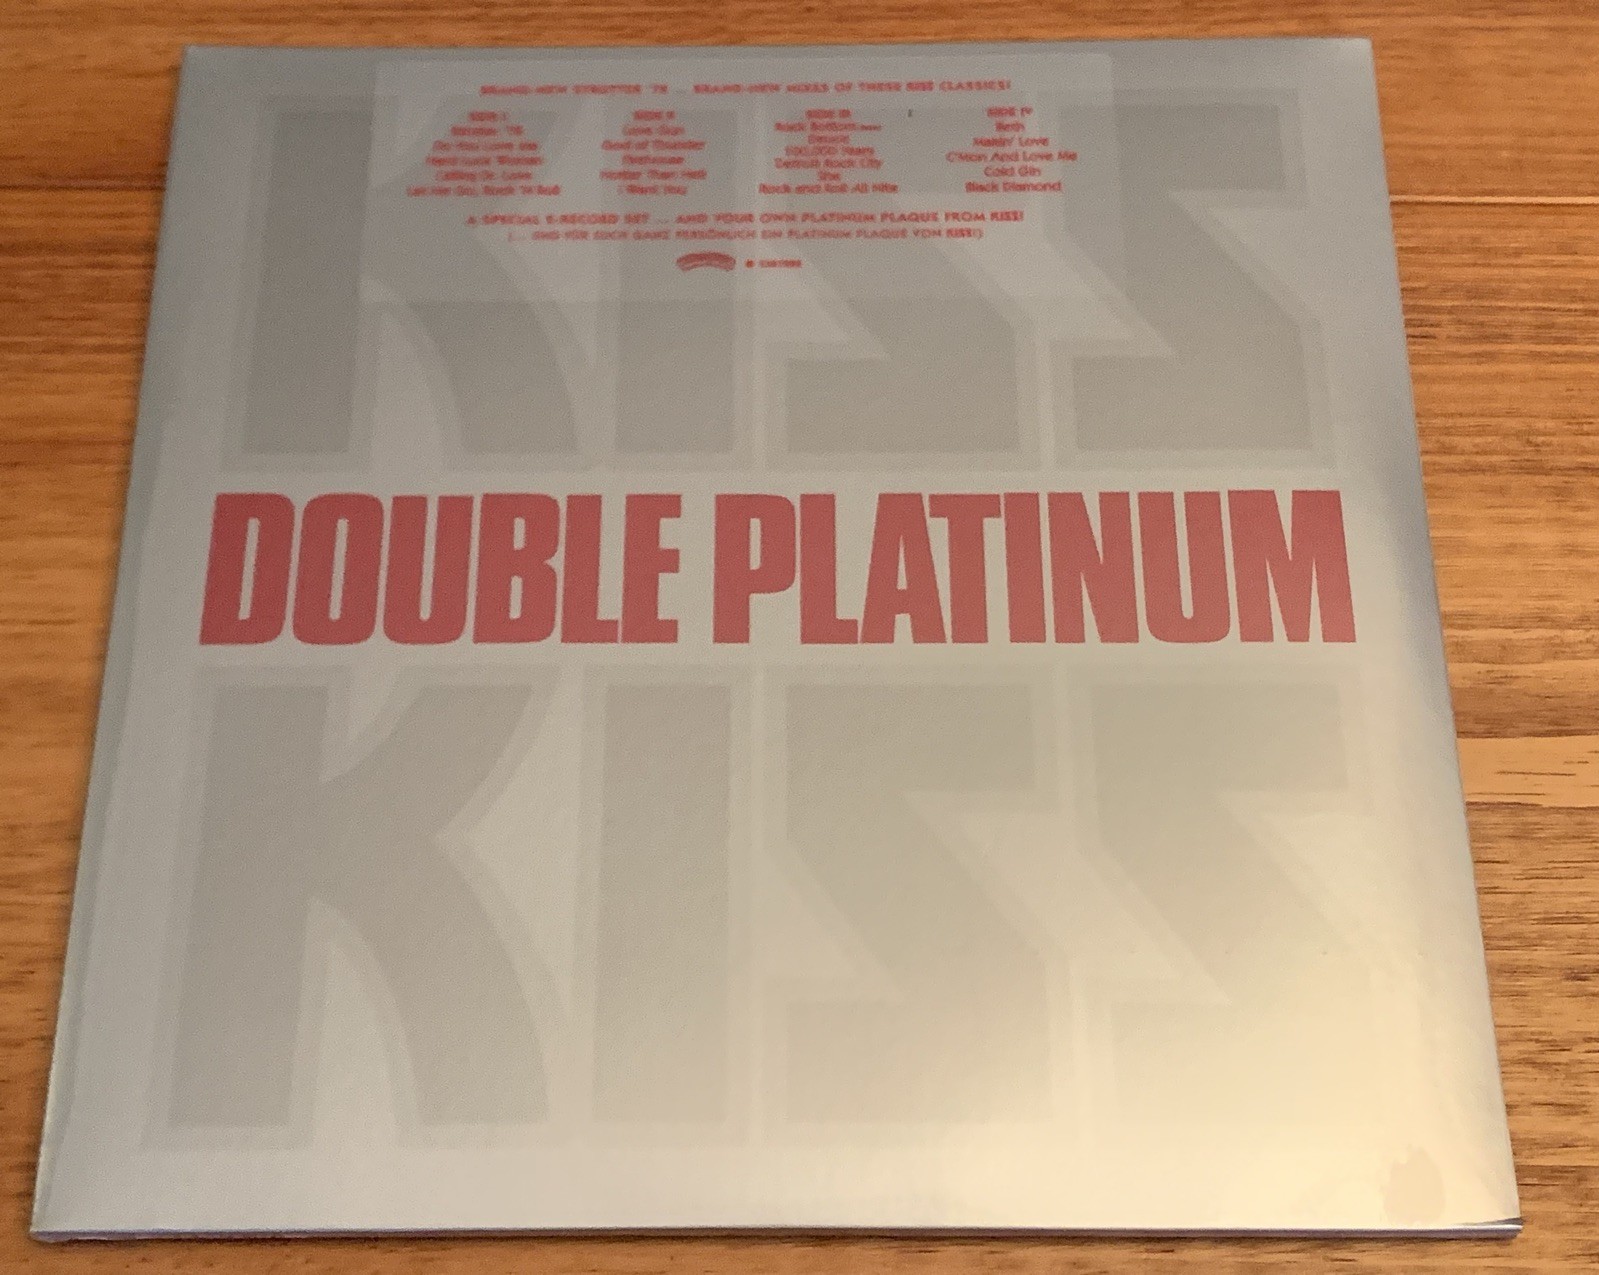 BRAND-NEW STRUTTER '78 ... BRAND-NEW MIXES OF THESE KISS CLASSICS!
SIDE I
Strutter '78
Do You Love Me
Hard Luck Woman
Calling Dr. Love
Let Me Go, Rock 'N Roll
SIDE II
Love Gun
God of Thunder
Firehouse
Hotter Than Hell
I Want You
SIDE III
Rock Bottom
Deuce
100,000 Years
Detroit Rock City
She
Rock and Roll All Nite
SIDE IV
Beth
Makin' Love
C'mon And Love Me
Cold Gin
Black Diamond
A SPECIAL 2-RECORD SET ... AND YOUR OWN PLATINUM PLAQUE FROM KISS!
(... UND FÜR EUCH GANZ PERSÖNLICH EIN PLATINUM PLAQUE VON KISS!)
KISS
DOUBLE PLATINUM
KISS